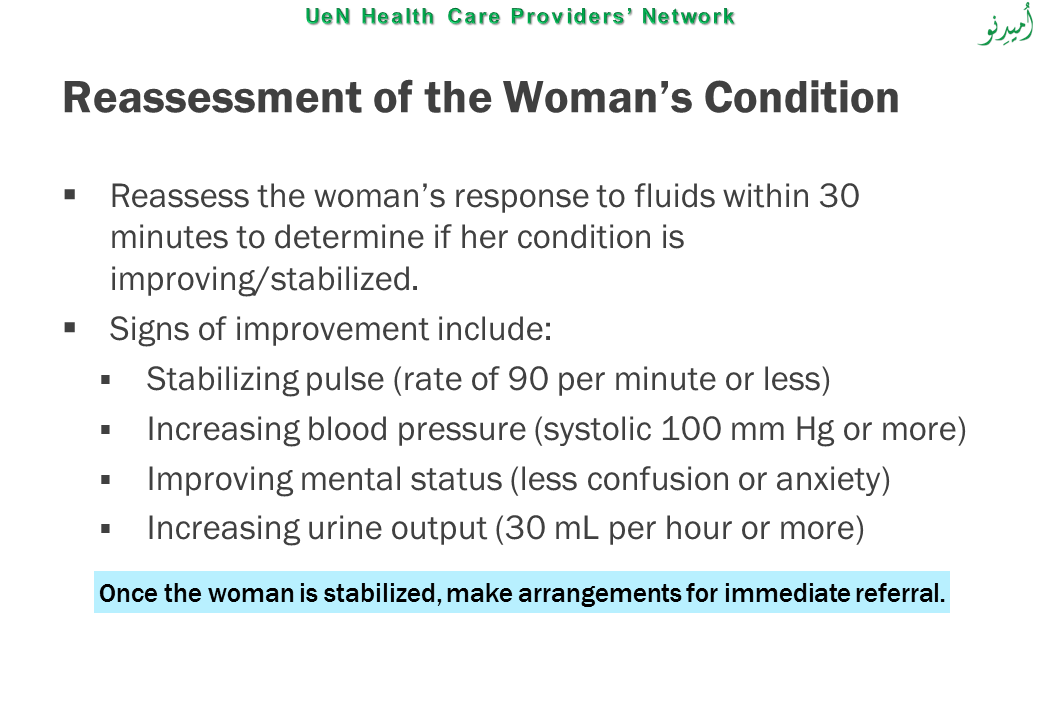 UeN Health Care Providers’ Network
اُمیدِنو
Reassessment of the Woman’s Condition
▪ Reassess the woman’s response to fluids within 30
minutes to determine if her condition is
improving/stabilized.
▪ Signs of improvement include:
▪ Stabilizing pulse (rate of 90 per minute or less)
▪ Increasing blood pressure (systolic 100 mm Hg or more)
▪ Improving mental status (less confusion or anxiety)
▪ Increasing urine output (30 mL per hour or more)
Once the woman is stabilized, make arrangements for immediate referral.